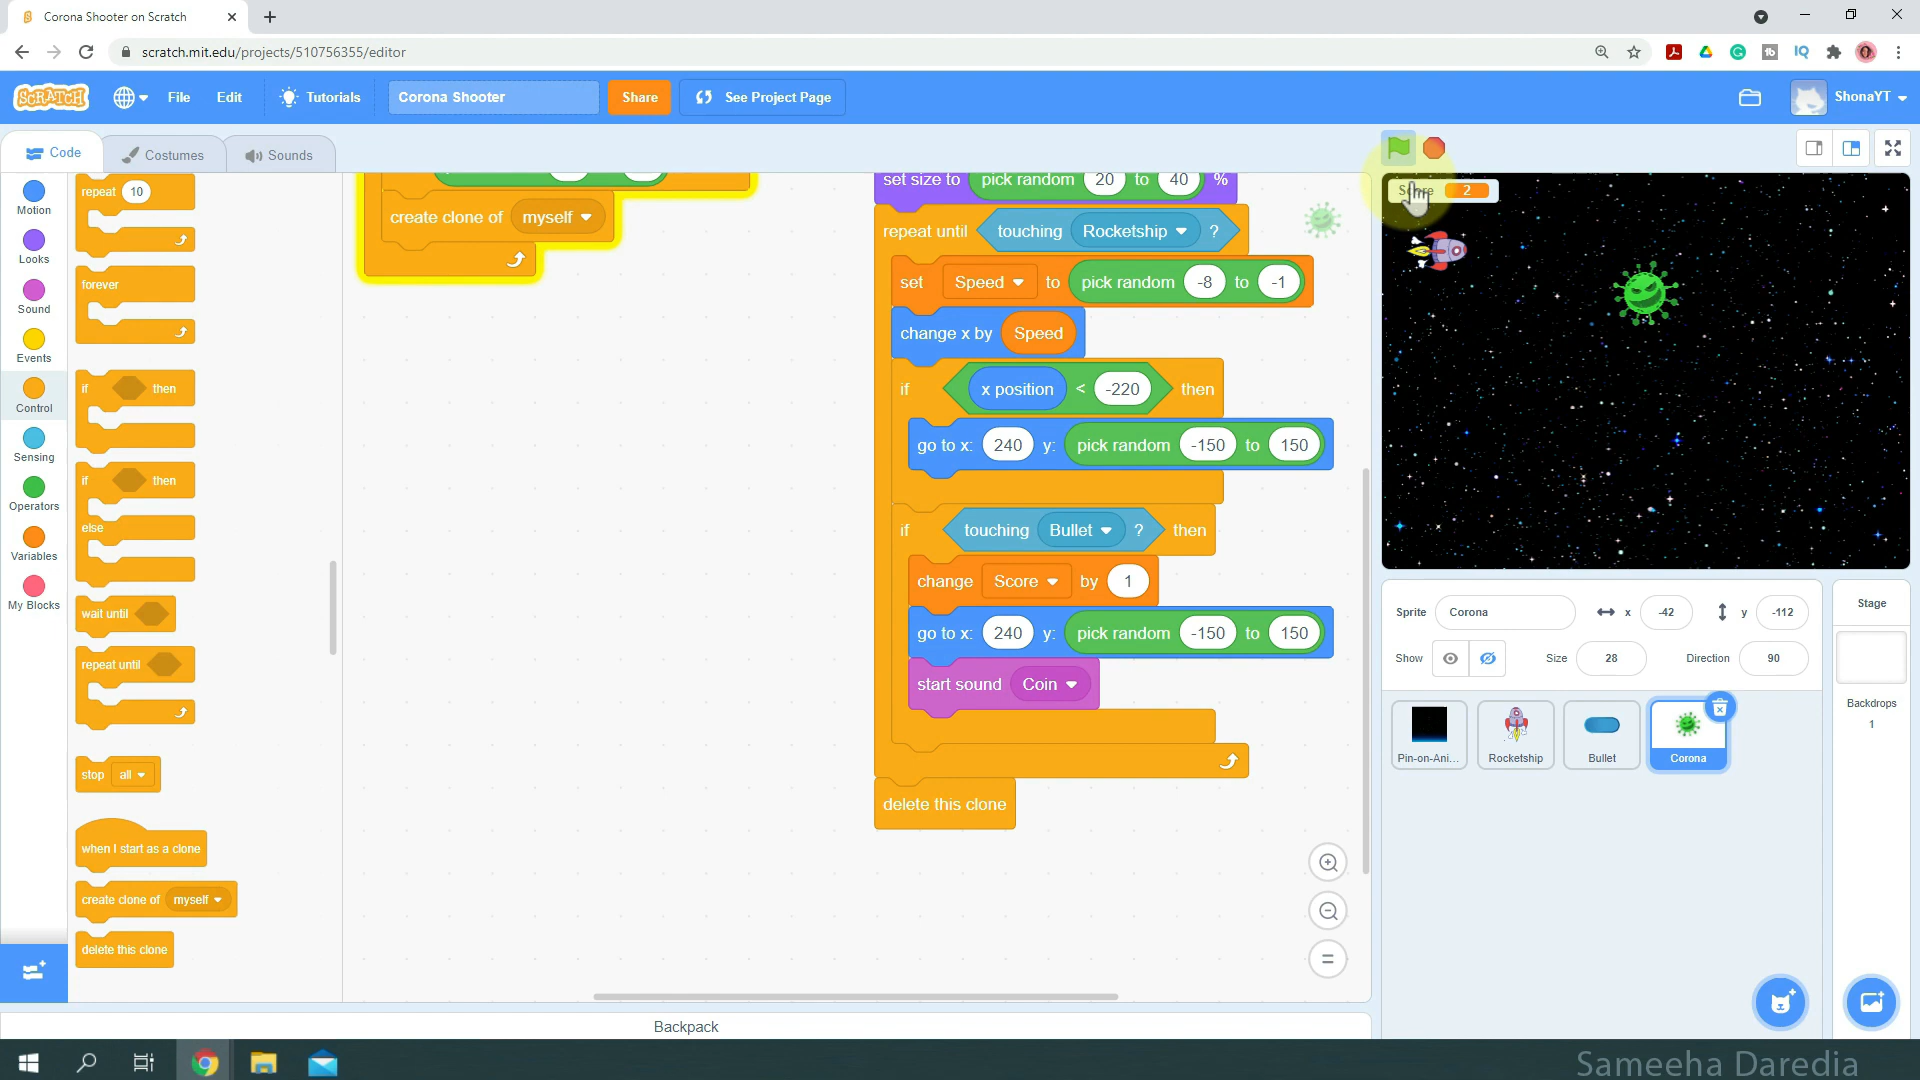 Corona Shooter on Scratch
scratch.mit.edu/projects/510756355/editor
SCRATCH File Edit Tutorials Corona Shooter Share See Project Page ShonaYT
Code Costumes Sounds
Motion
Looks
Sound
Events
Control
Sensing
Operators
Variables
My Blocks
repeat 10
forever
if then
if then
else
wait until
repeat until
stop all
when I start as a clone
create clone of myself
delete this clone
create clone of myself
set size to pick random 20 to 40 %
repeat until touching Rocketship ?
set Speed to pick random -8 to -1
change x by Speed
if x position < -220 then
go to x: 240 y: pick random -150 to 150
if touching Bullet ? then
change Score by 1
go to x: 240 y: pick random -150 to 150
start sound Coin
delete this clone
Score 2
Sprite Corona x -42 y -112
Show Size 28 Direction 90
Pin-on-Ani... Rocketship Bullet Corona
Stage
Backdrops
1
Backpack
Sameeha Daredia